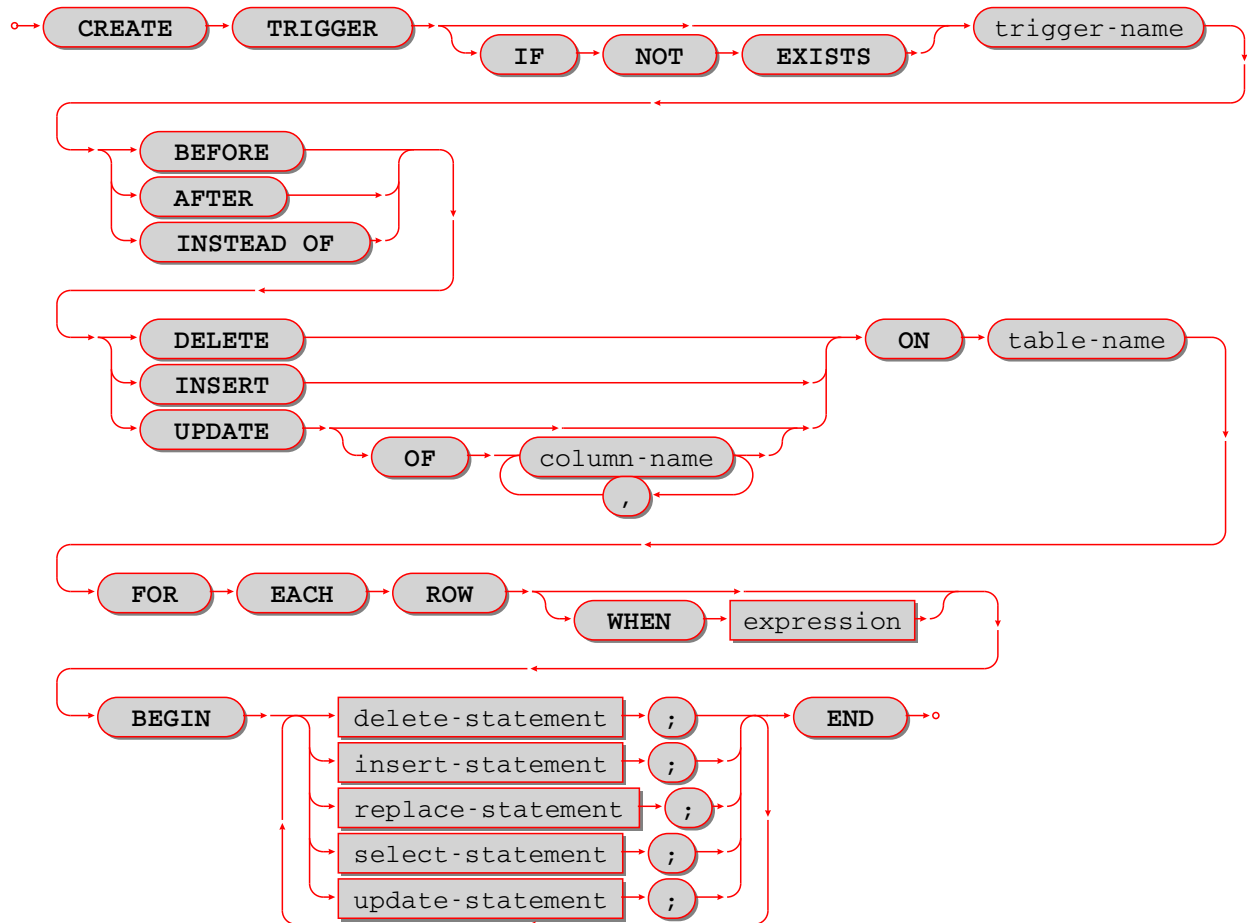 CREATE TRIGGER trigger-name
IF NOT EXISTS
BEFORE
AFTER
INSTEAD OF
DELETE ON table-name
INSERT
UPDATE
OF column-name
,
FOR EACH ROW
WHEN expression
BEGIN delete-statement ; END
insert-statement ;
replace-statement ;
select-statement ;
update-statement ;